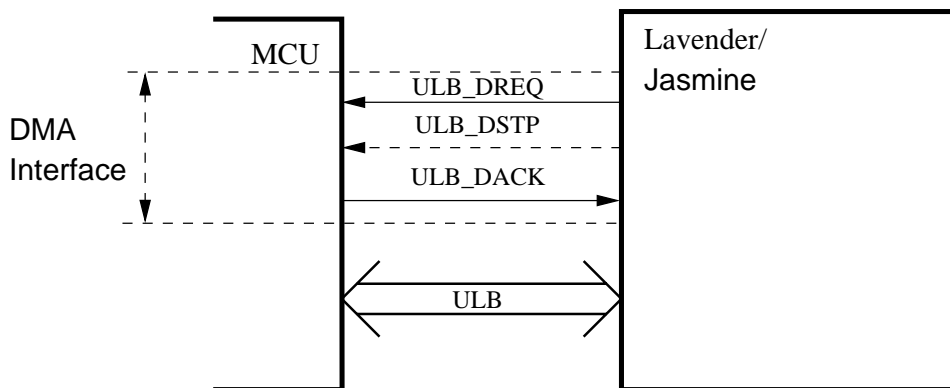 MCU
Lavender/
Jasmine
ULB_DREQ
ULB_DSTP
ULB_DACK
DMA
Interface
ULB